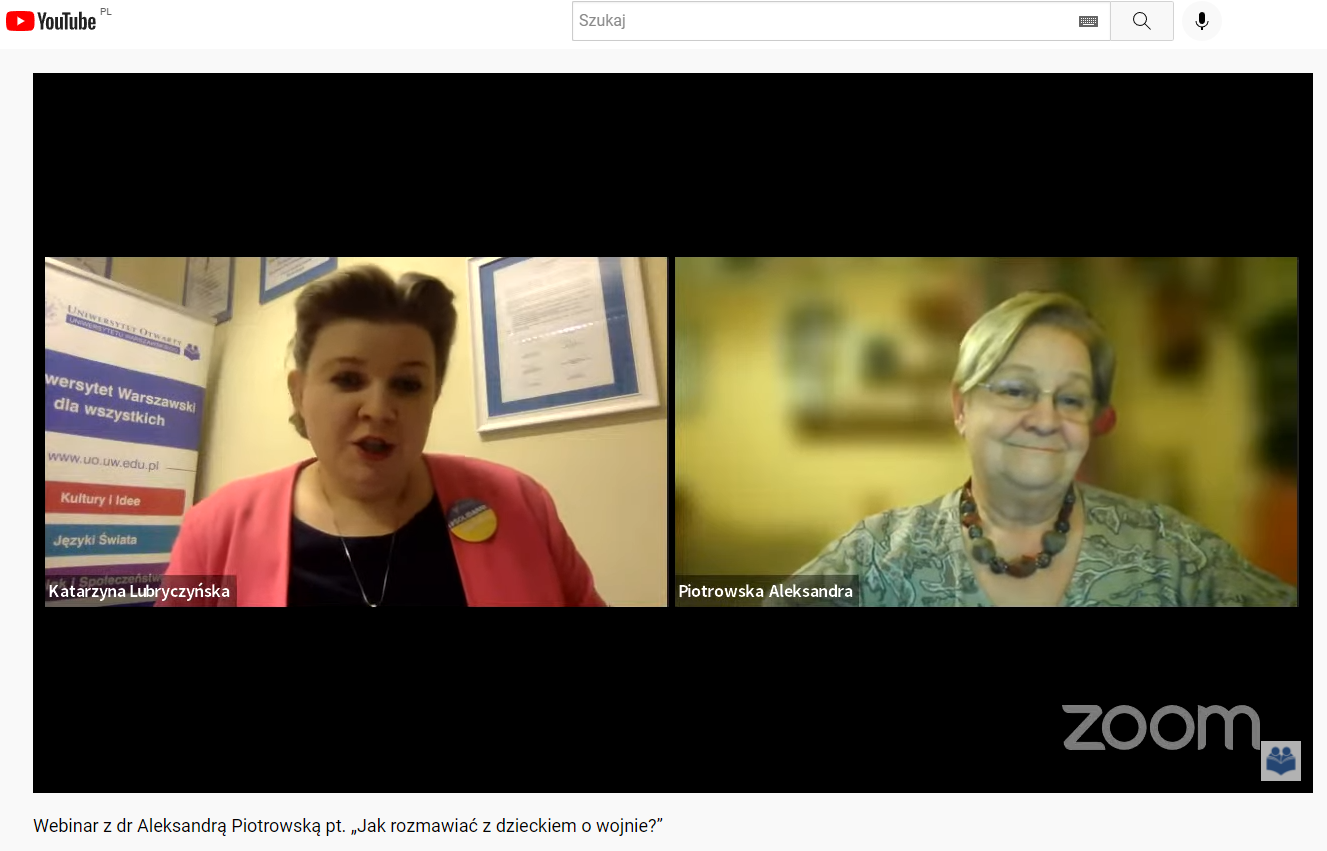 YouTube PL
Szukaj
UNIWERSYTET OTWARTY
UNIWERSYTETU WARSZAWSKIEGO
wersytet Warszawski
dla wszystkich
www.uo.uw.edu.pl
Kultury i Idee
Języki Świata
i Społeczeństwo
Katarzyna Lubryczyńska
Piotrowska Aleksandra
zoom
Webinar z dr Aleksandrą Piotrowską pt. „Jak rozmawiać z dzieckiem o wojnie?”